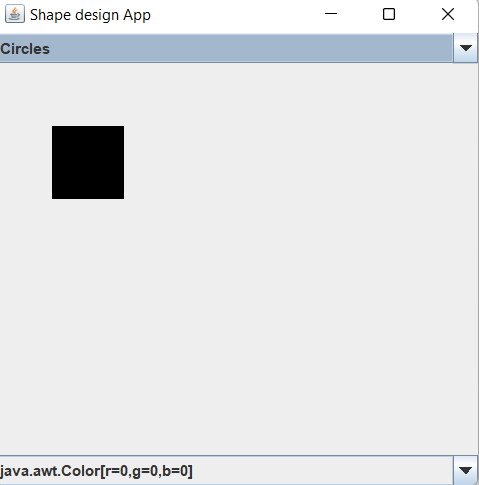 Shape design App
Circles
java.awt.Color[r=0,g=0,b=0]